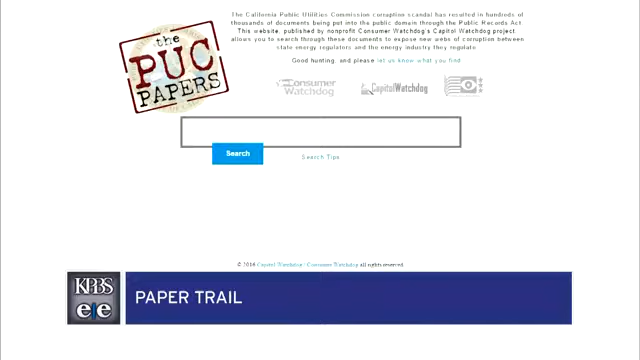 The California Public Utilities Commission corruption scandal has resulted in hundreds of
thousands of documents being put into the public domain through the Public Records Act
This website, published by nonprofit Consumer Watchdog's Capitol Watchdog project
allows you to search through these documents to expose new webs of corruption between
state energy regulators and the energy industry they regulate
Good hunting, and please let us know what you find
the
PUC
PAPERS
Consumer
Watchdog
CapitolWatchdog
Search
Search Tips
© 2016 Capitol Watchdog | Consumer Watchdog all rights reserved
KPBS
e|e
PAPER TRAIL